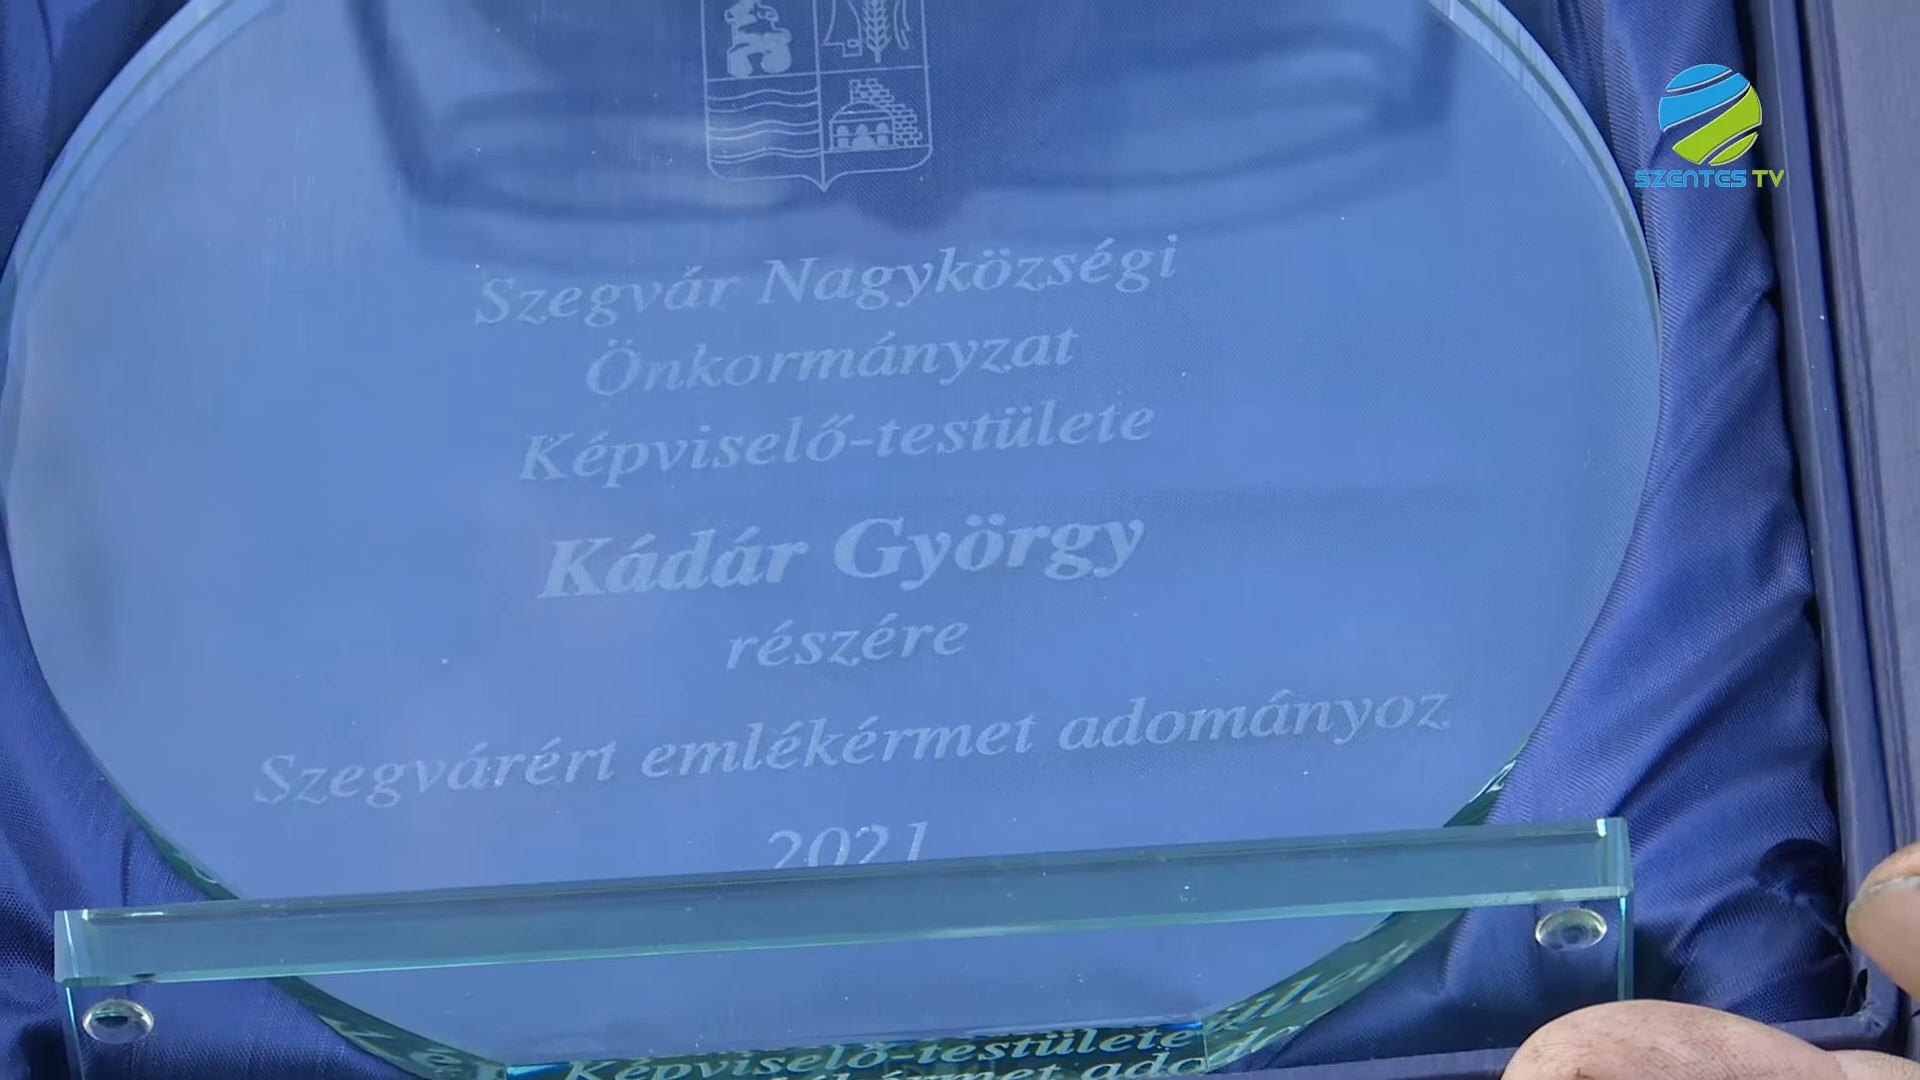 SZENTES TV
Szegvár Nagyközségi
Önkormányzat
Képviselő-testülete
Kádár György
részére
Szegvárért emlékérmet adományoz
2021
Képviselő-testülete